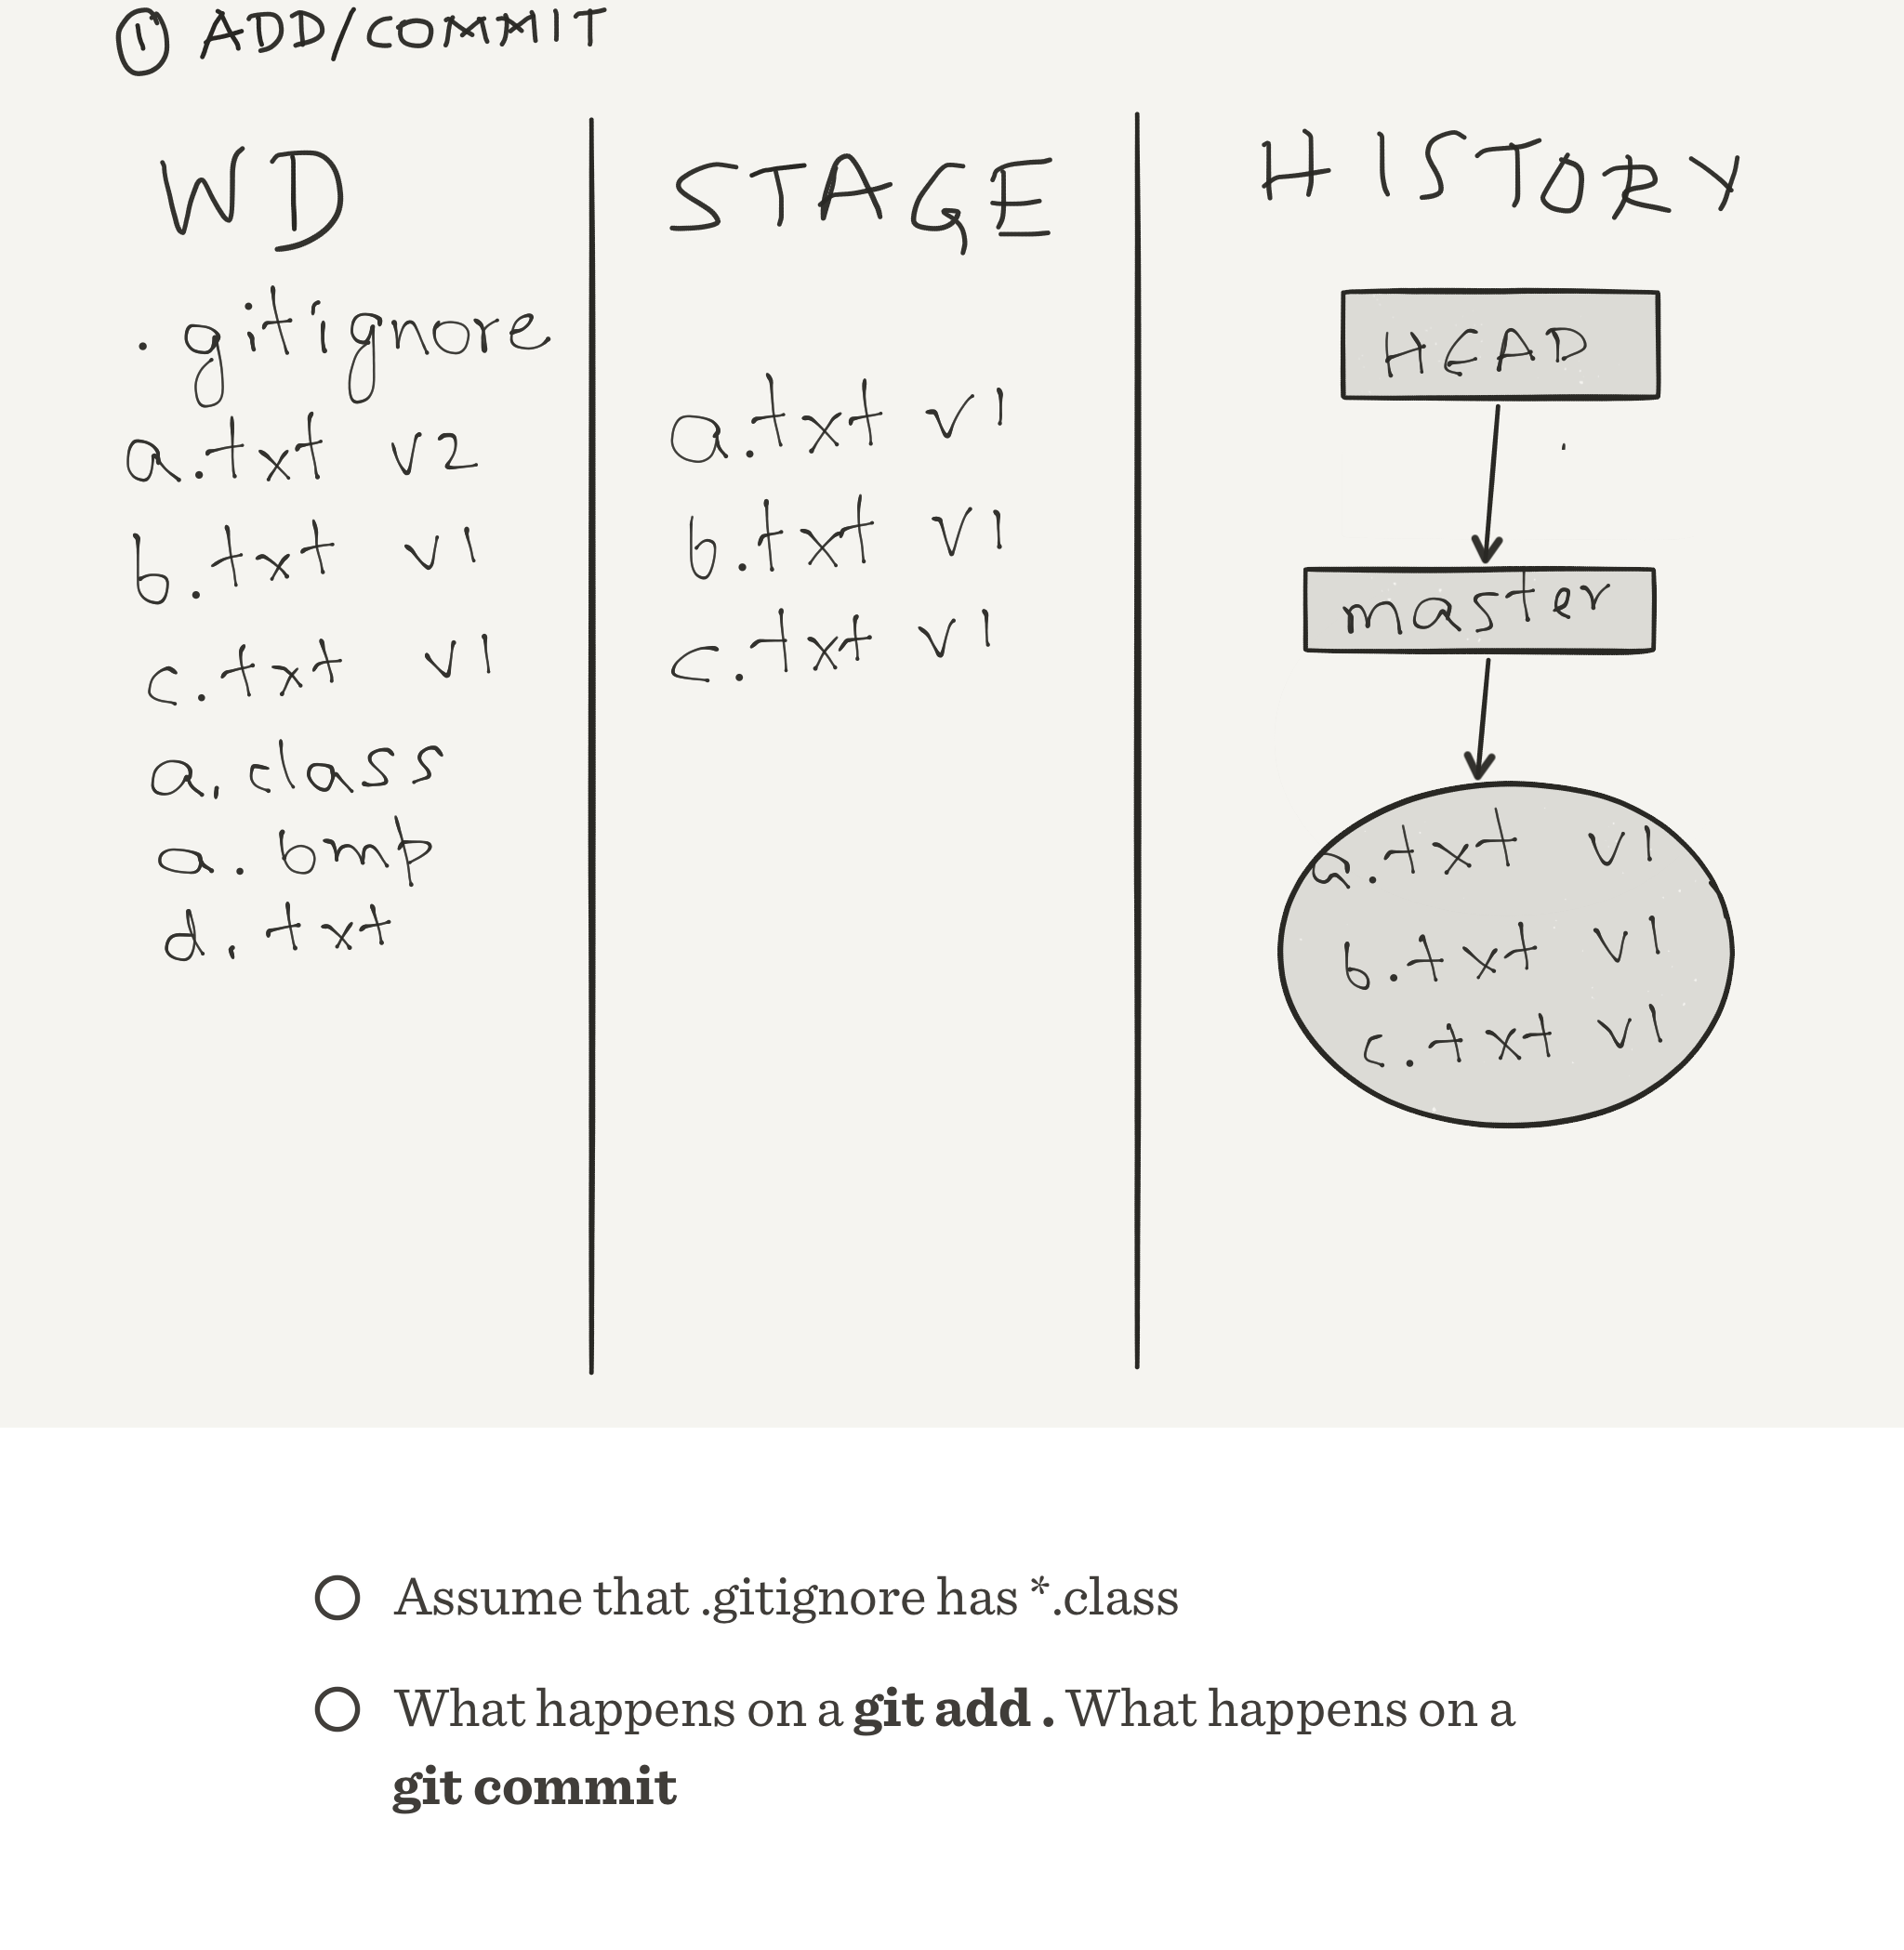 ① ADD/COMMIT
WD
.gitignore
a.txt v2
b.txt v1
c.txt v1
a.class
a.bmp
d.txt
STAGE
a.txt v1
b.txt v1
c.txt v1
HISTORY
HEAD
master
a.txt v1
b.txt v1
c.txt v1
Assume that .gitignore has *.class
What happens on a git add . What happens on a
git commit